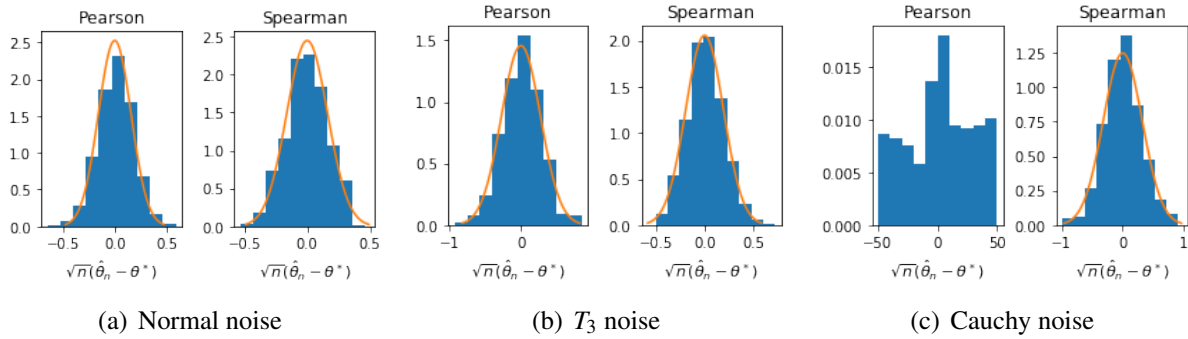 Pearson
2.5
2.0
1.5
1.0
0.5
0.0
−0.5 0.0 0.5
√n(θ̂n − θ*)
Spearman
2.5
2.0
1.5
1.0
0.5
0.0
−0.5 0.0 0.5
√n(θ̂n − θ*)
(a) Normal noise
Pearson
1.5
1.0
0.5
0.0
−1 0
√n(θ̂n − θ*)
Spearman
2.0
1.5
1.0
0.5
0.0
−0.5 0.0 0.5
√n(θ̂n − θ*)
(b) T3 noise
Pearson
0.015
0.010
0.005
0.000
−50 0 50
√n(θ̂n − θ*)
Spearman
1.25
1.00
0.75
0.50
0.25
0.00
−1 0 1
√n(θ̂n − θ*)
(c) Cauchy noise